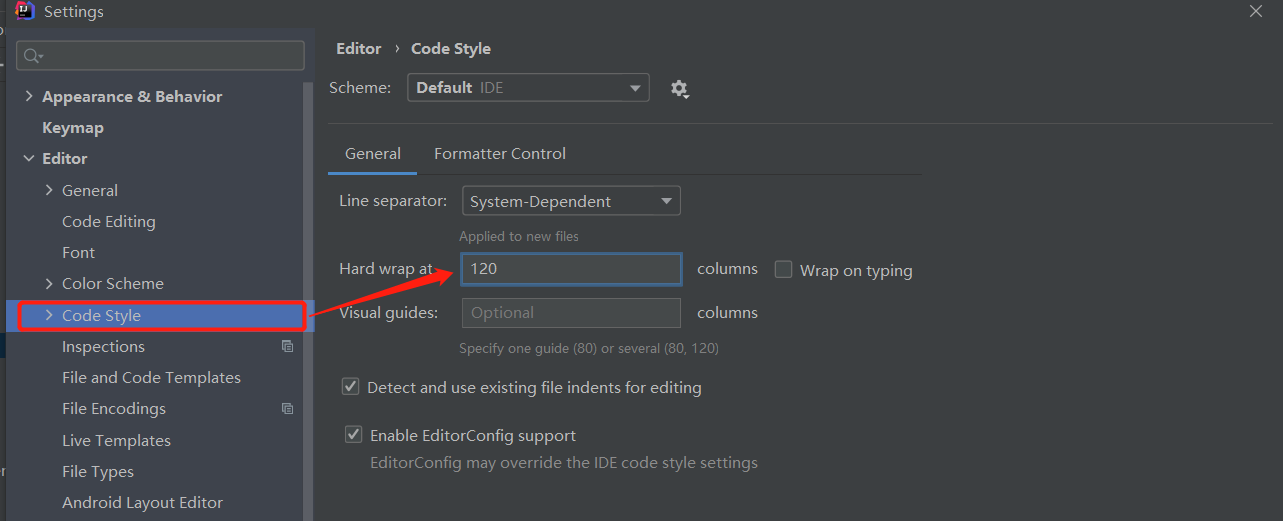 Settings
Appearance & Behavior
Keymap
Editor
General
Code Editing
Font
Color Scheme
Code Style
Inspections
File and Code Templates
File Encodings
Live Templates
File Types
Android Layout Editor
Editor › Code Style
Scheme: Default IDE
General Formatter Control
Line separator: System-Dependent
Applied to new files
Hard wrap at 120 columns Wrap on typing
Visual guides: Optional columns
Specify one guide (80) or several (80, 120)
Detect and use existing file indents for editing
Enable EditorConfig support
EditorConfig may override the IDE code style settings